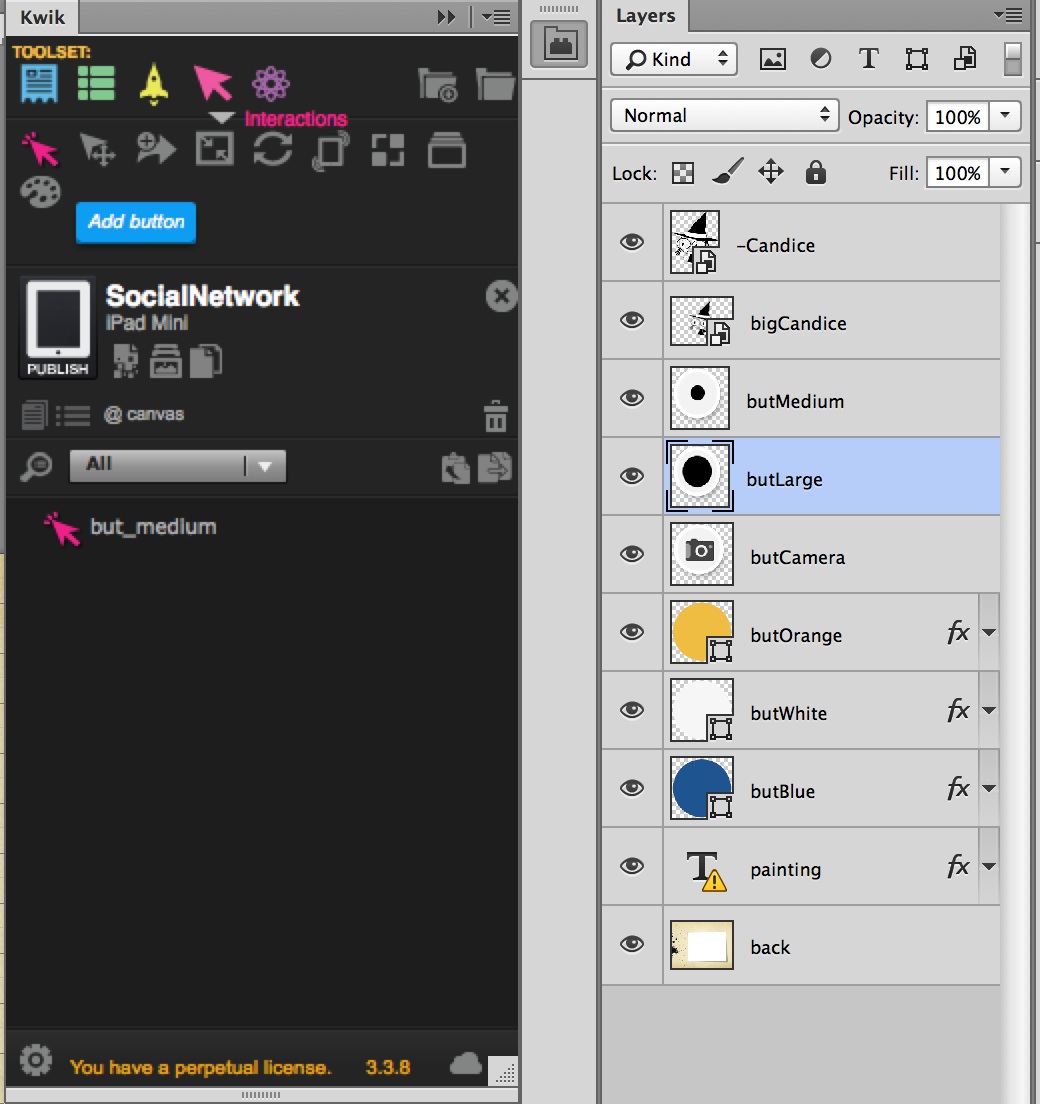 Kwik
TOOLSET:
Interactions
Add button
SocialNetwork
iPad Mini
PUBLISH
@ canvas
All
but_medium
You have a perpetual license. 3.3.8
Layers
Kind
T
Normal
Opacity: 100%
Lock:
Fill: 100%
-Candice
bigCandice
butMedium
butLarge
butCamera
butOrange fx
butWhite fx
butBlue fx
T painting fx
back